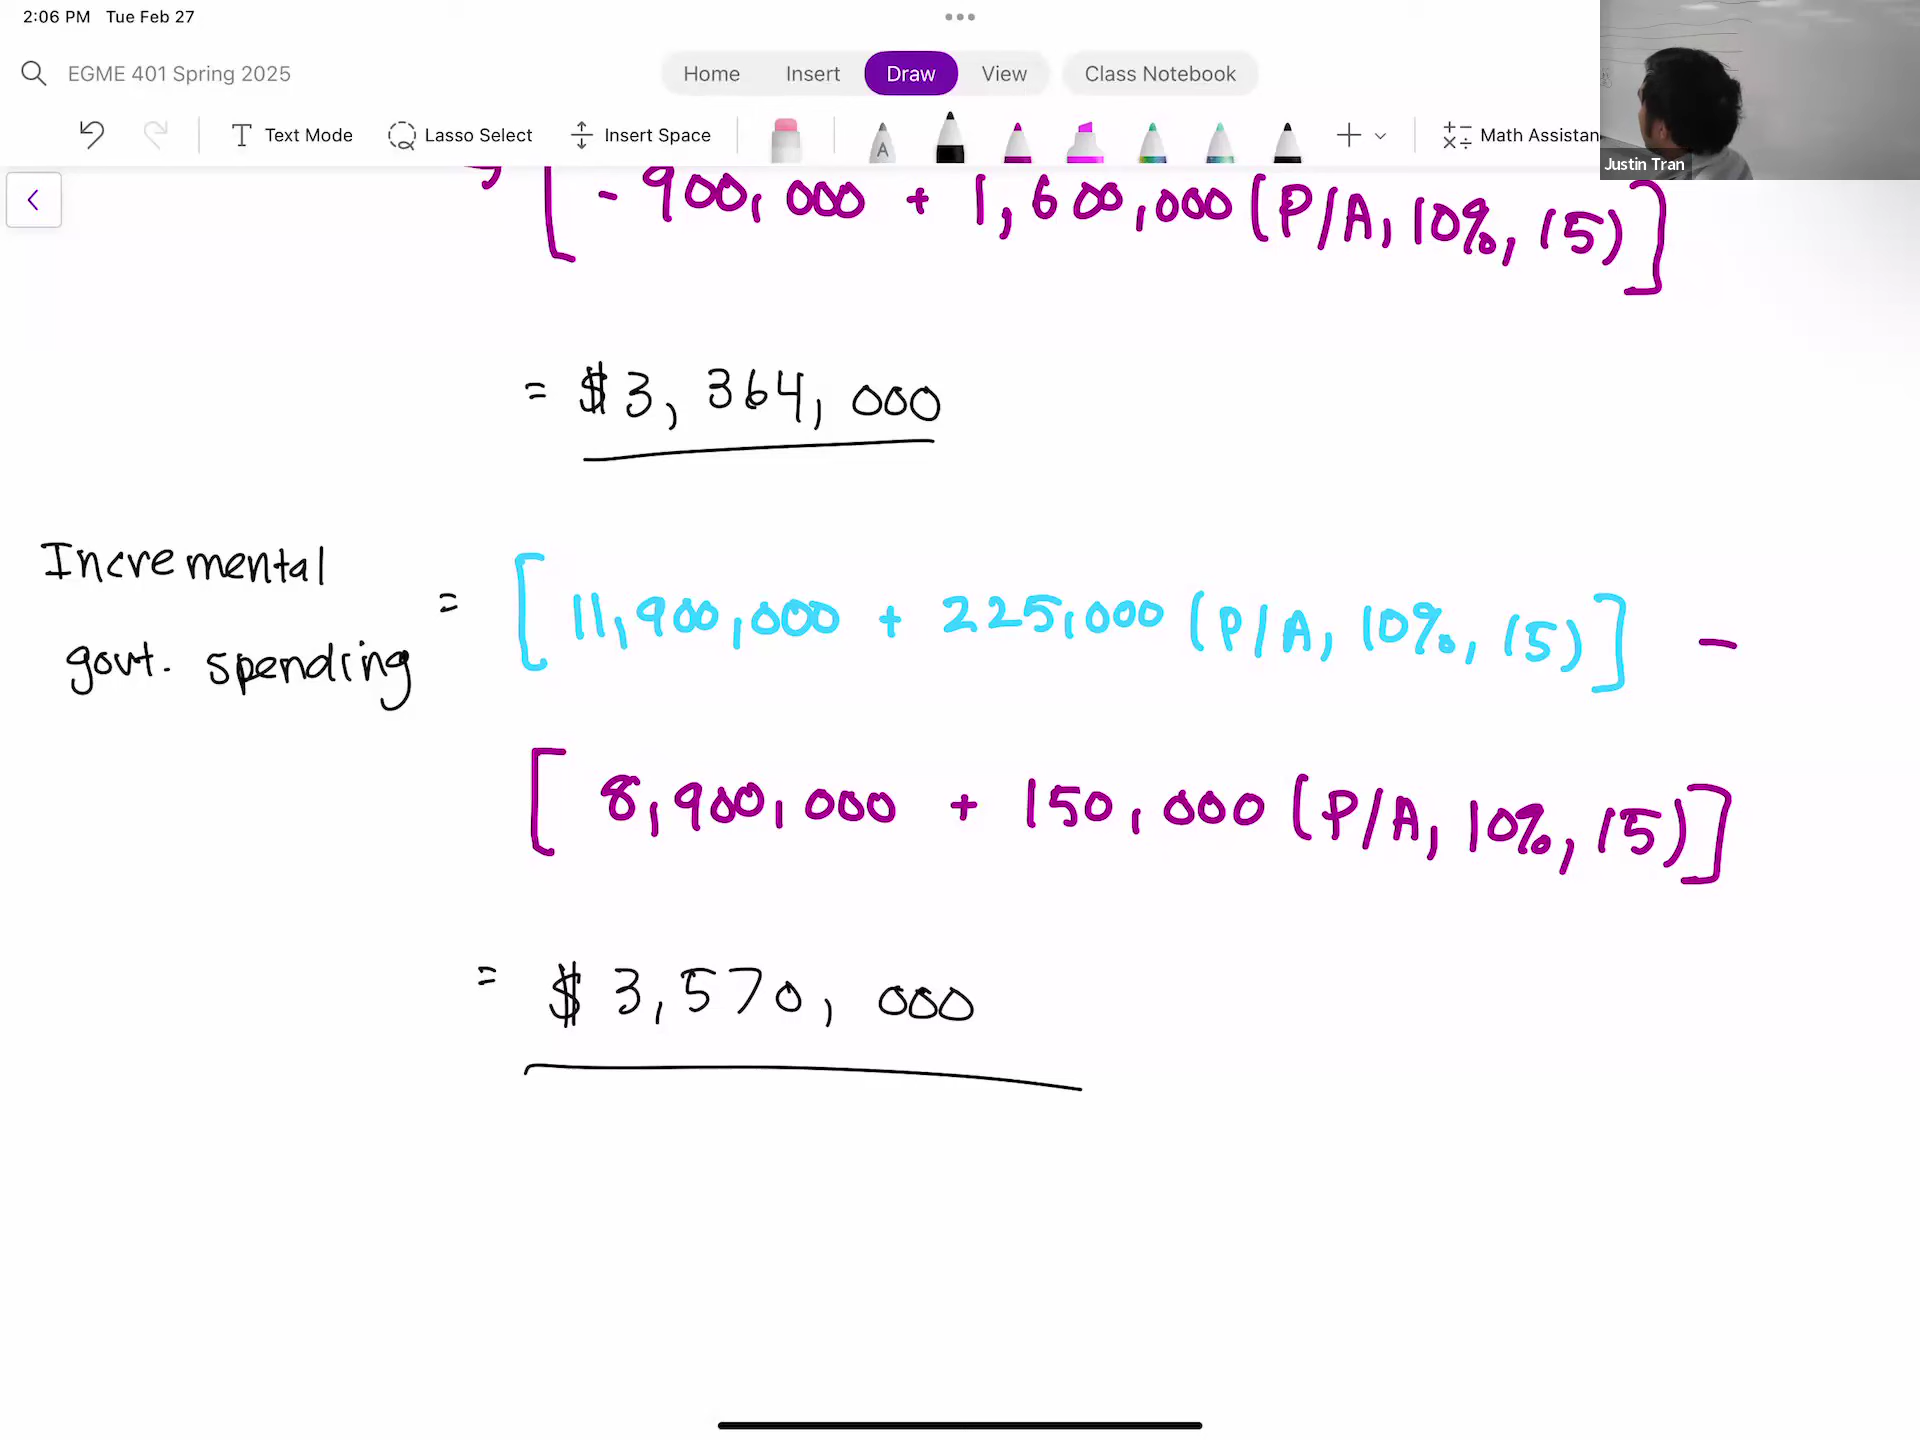 2:06 PM Tue Feb 27
EGME 401 Spring 2025
Home Insert Draw View Class Notebook
Text Mode Lasso Select Insert Space A Math Assistan
Justin Tran
[ - 900,000 + 1,600,000 (P/A, 10%, 15) ]
= $3,364,000
Incremental govt. spending = [ 11,900,000 + 225,000 (P/A, 10%, 15) ] -
[ 8,900,000 + 150,000 (P/A, 10%, 15) ]
= $3,570,000